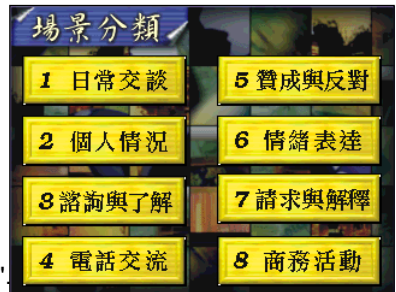 場景分類
1 日常交談
2 個人情況
3 諮詢與了解
4 電話交流
5 贊成與反對
6 情緒表達
7 請求與解釋
8 商務活動